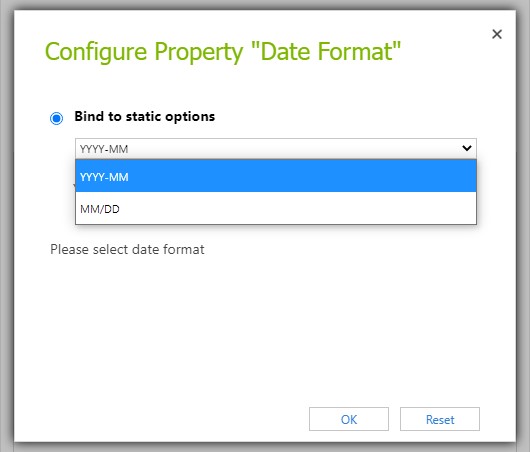 Configure Property "Date Format"
Bind to static options
YYYY-MM
YYYY-MM
MM/DD
Please select date format
OK
Reset